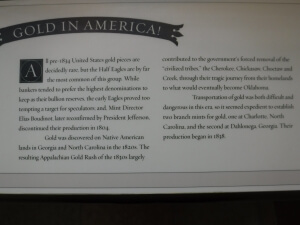 GOLD IN AMERICA!
All pre-1834 United States gold pieces are
decidedly rare, but the Half Eagles are by far
the most common of this group. While
bankers tended to prefer the highest denominations to
keep as their bullion reserves, the early Eagles proved too
tempting a target for speculators; and, Mint Director
Elias Boudinot, later reconfirmed by President Jefferson,
discontinued their production in 1804.
Gold was discovered on Native American
lands in Georgia and North Carolina in the 1820s. The
resulting Appalachian Gold Rush of the 1830s largely
contributed to the government's forced removal of the
"civilized tribes," the Cherokee, Chickasaw, Choctaw and
Creek, through their tragic journey from their homelands
to what would eventually become Oklahoma.
Transportation of gold was both difficult and
dangerous in this era, so it seemed expedient to establish
two branch mints for gold, one at Charlotte, North
Carolina, and the second at Dahlonega, Georgia. Their
production began in 1838.